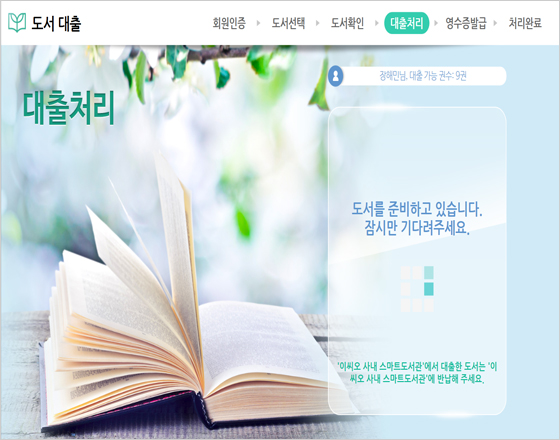 도서 대출
회원인증 도서선택 도서확인 대출처리 영수증발급 처리완료
대출처리
장해민님, 대출 가능 권수: 9권
도서를 준비하고 있습니다.
잠시만 기다려주세요.
'이씨오 사내 스마트도서관'에서 대출한 도서는 '이
씨오 사내 스마트도서관'에 반납해 주세요.